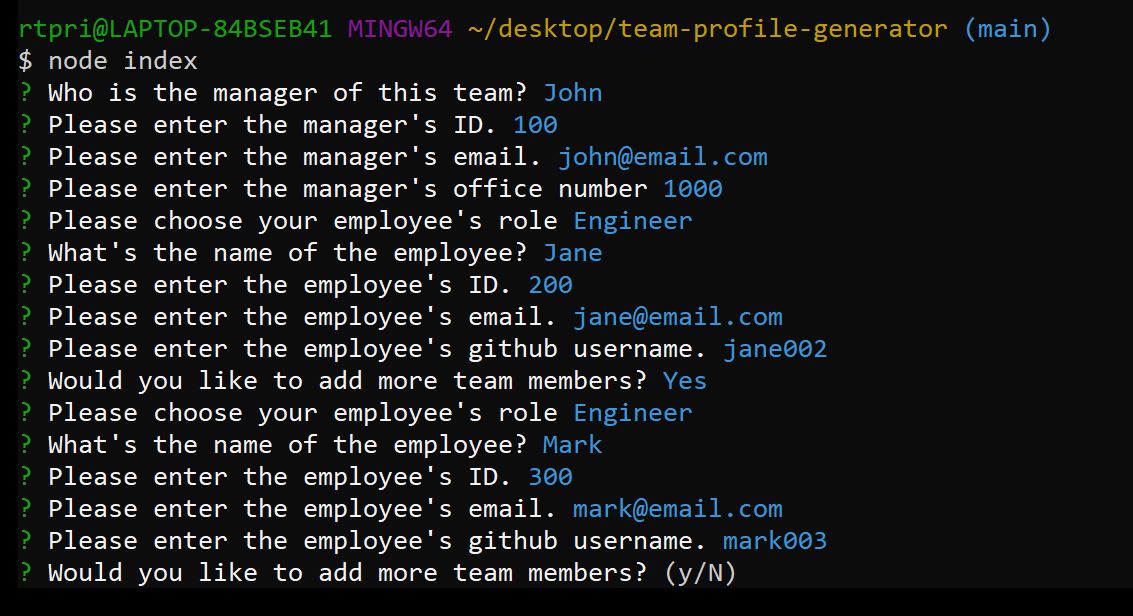 rtpri@LAPTOP-84BSEB41 MINGW64 ~/desktop/team-profile-generator (main)
$ node index
? Who is the manager of this team? John
? Please enter the manager's ID. 100
? Please enter the manager's email. john@email.com
? Please enter the manager's office number 1000
? Please choose your employee's role Engineer
? What's the name of the employee? Jane
? Please enter the employee's ID. 200
? Please enter the employee's email. jane@email.com
? Please enter the employee's github username. jane002
? Would you like to add more team members? Yes
? Please choose your employee's role Engineer
? What's the name of the employee? Mark
? Please enter the employee's ID. 300
? Please enter the employee's email. mark@email.com
? Please enter the employee's github username. mark003
? Would you like to add more team members? (y/N)